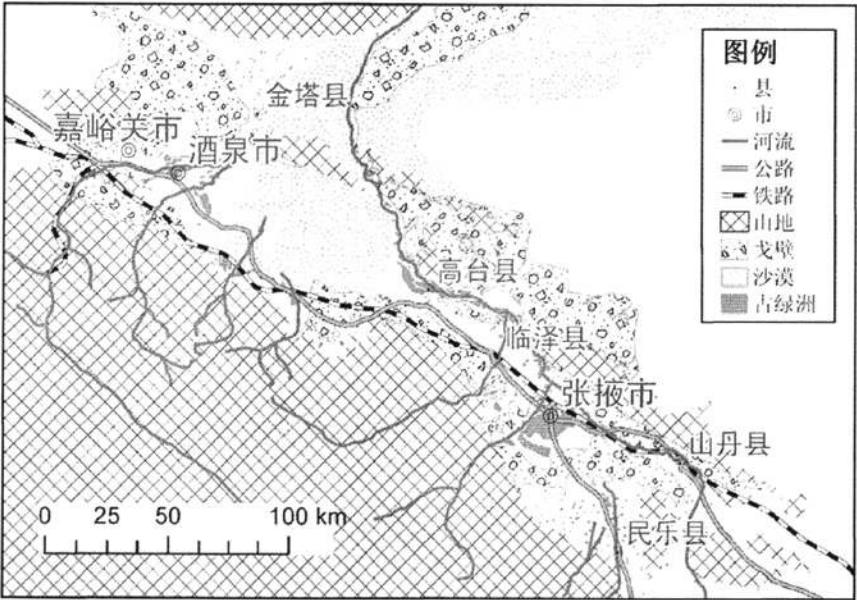 金塔县
嘉峪关市
酒泉市
高台县
临泽县
张掖市
山丹县
民乐县
图例
县
市
河流
公路
铁路
山地
戈壁
沙漠
古绿洲
0 25 50 100 km